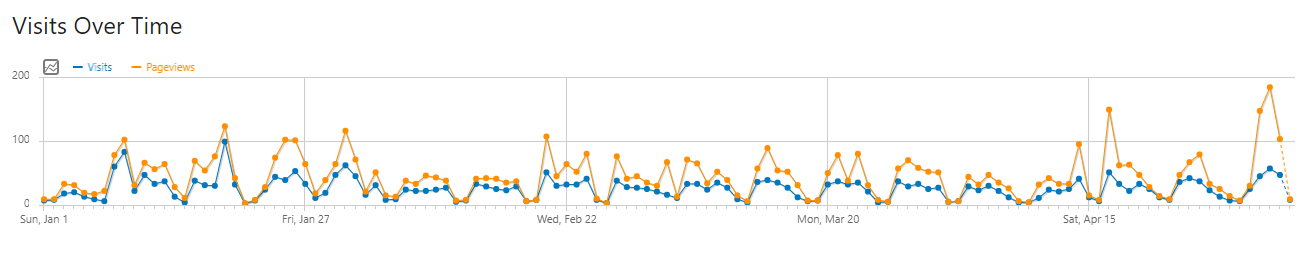 Visits Over Time
Visits Pageviews
200
100
0
Sun, Jan 1 Fri, Jan 27 Wed, Feb 22 Mon, Mar 20 Sat, Apr 15